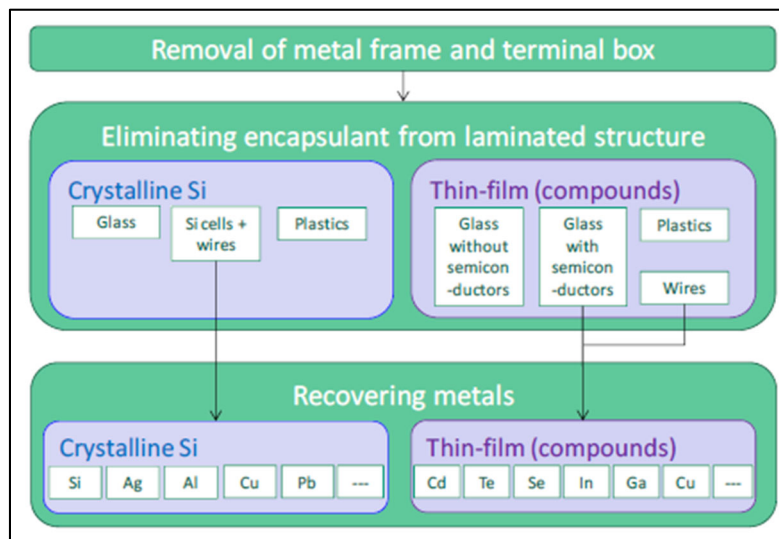 Removal of metal frame and terminal box
Eliminating encapsulant from laminated structure
Crystalline Si
Glass
Si cells +
wires
Plastics
Thin-film (compounds)
Glass
without
semicon
-ductors
Glass
with
semicon
-ductors
Plastics
Wires
Recovering metals
Crystalline Si
Si
Ag
Al
Cu
Pb
---
Thin-film (compounds)
Cd
Te
Se
In
Ga
Cu
---